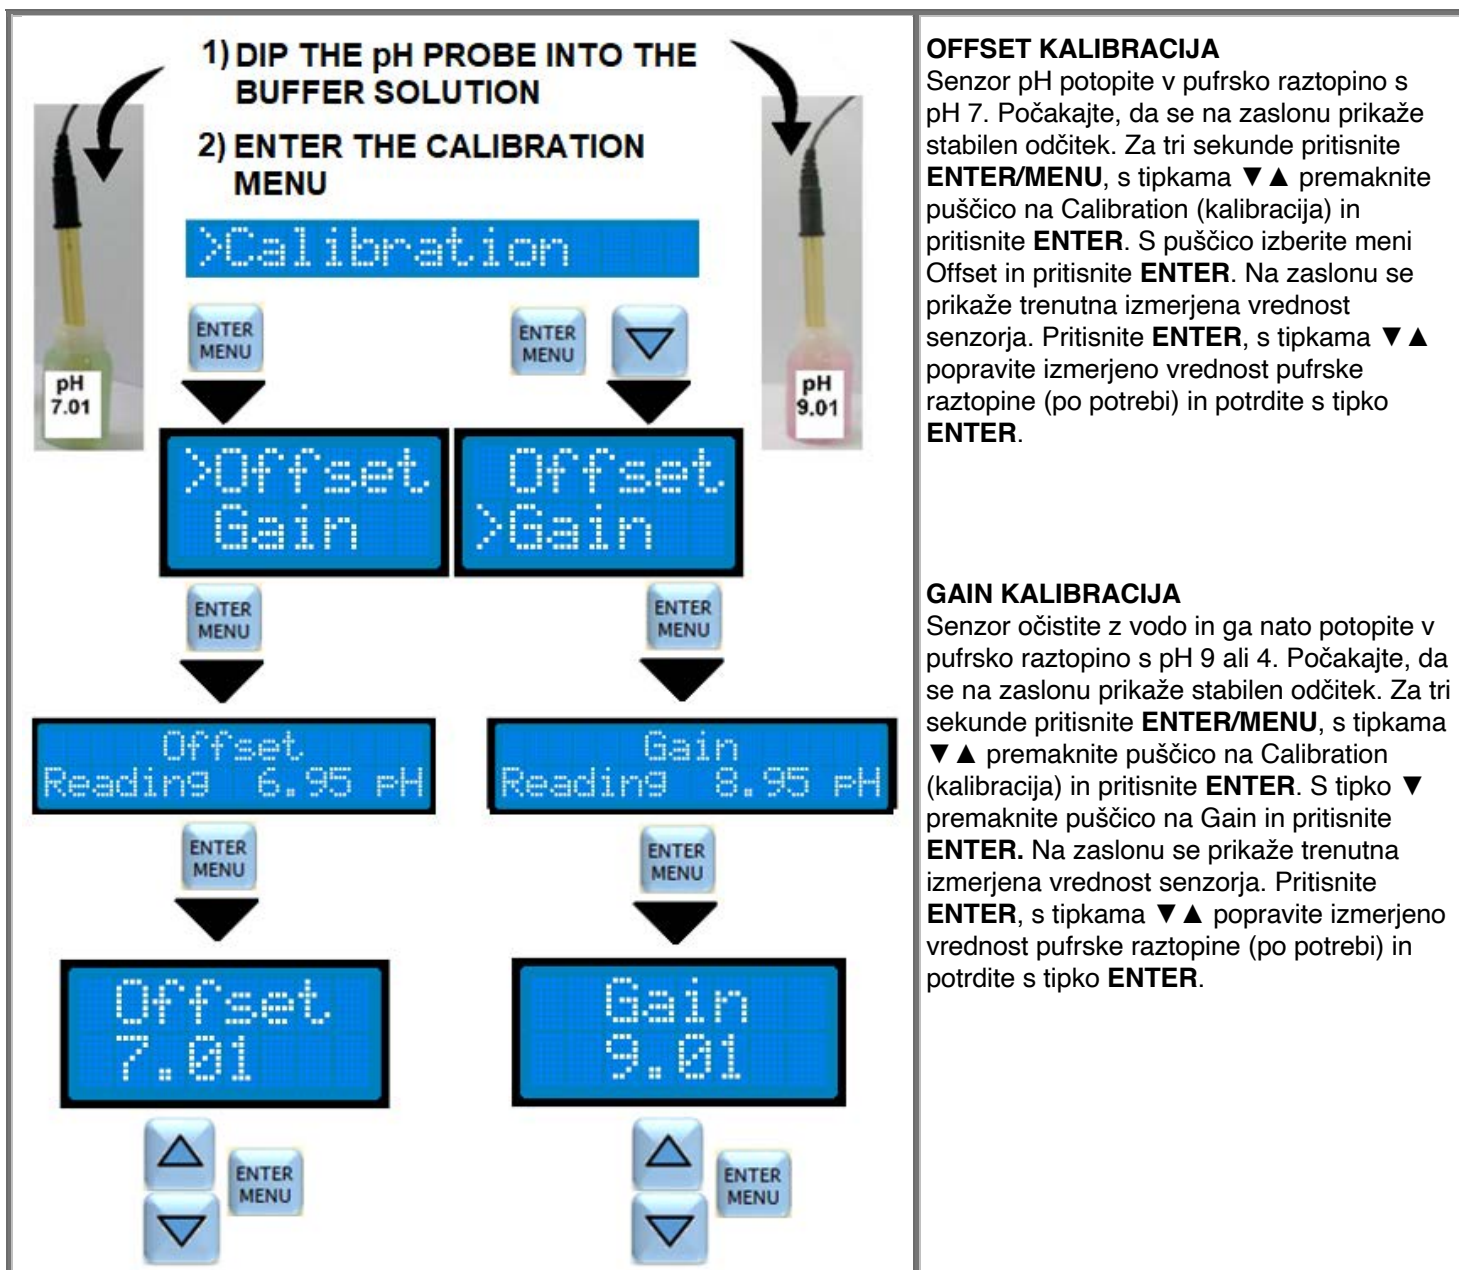 1) DIP THE pH PROBE INTO THE
BUFFER SOLUTION
2) ENTER THE CALIBRATION
MENU
>Calibration
ENTER
MENU
ENTER
MENU
pH
7.01
pH
9.01
>Offset
Gain
Offset
>Gain
ENTER
MENU
ENTER
MENU
Offset
Reading 6.95 pH
Gain
Reading 8.95 pH
ENTER
MENU
ENTER
MENU
Offset
7.01
Gain
9.01
ENTER
MENU
ENTER
MENU
OFFSET KALIBRACIJA
Senzor pH potopite v pufrsko raztopino s
pH 7. Počakajte, da se na zaslonu prikaže
stabilen odčitek. Za tri sekunde pritisnite
ENTER/MENU, s tipkama ▼▲ premaknite
puščico na Calibration (kalibracija) in
pritisnite ENTER. S puščico izberite meni
Offset in pritisnite ENTER. Na zaslonu se
prikaže trenutna izmerjena vrednost
senzorja. Pritisnite ENTER, s tipkama ▼▲
popravite izmerjeno vrednost pufrske
raztopine (po potrebi) in potrdite s tipko
ENTER.
GAIN KALIBRACIJA
Senzor očistite z vodo in ga nato potopite v
pufrsko raztopino s pH 9 ali 4. Počakajte, da
se na zaslonu prikaže stabilen odčitek. Za tri
sekunde pritisnite ENTER/MENU, s tipkama
▼▲ premaknite puščico na Calibration
(kalibracija) in pritisnite ENTER. S tipko ▼
premaknite puščico na Gain in pritisnite
ENTER. Na zaslonu se prikaže trenutna
izmerjena vrednost senzorja. Pritisnite
ENTER, s tipkama ▼▲ popravite izmerjeno
vrednost pufrske raztopine (po potrebi) in
potrdite s tipko ENTER.